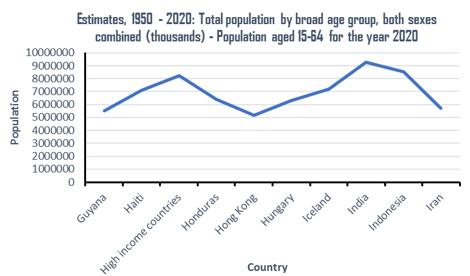 Estimates, 1950 - 2020: Total population by broad age group, both sexes
combined (thousands) - Population aged 15-64 for the year 2020
Population
10000000
9000000
8000000
7000000
6000000
5000000
4000000
3000000
2000000
1000000
0
Guyana
Haiti
High income countries
Honduras
Hong Kong
Hungary
Iceland
India
Indonesia
Iran
Country